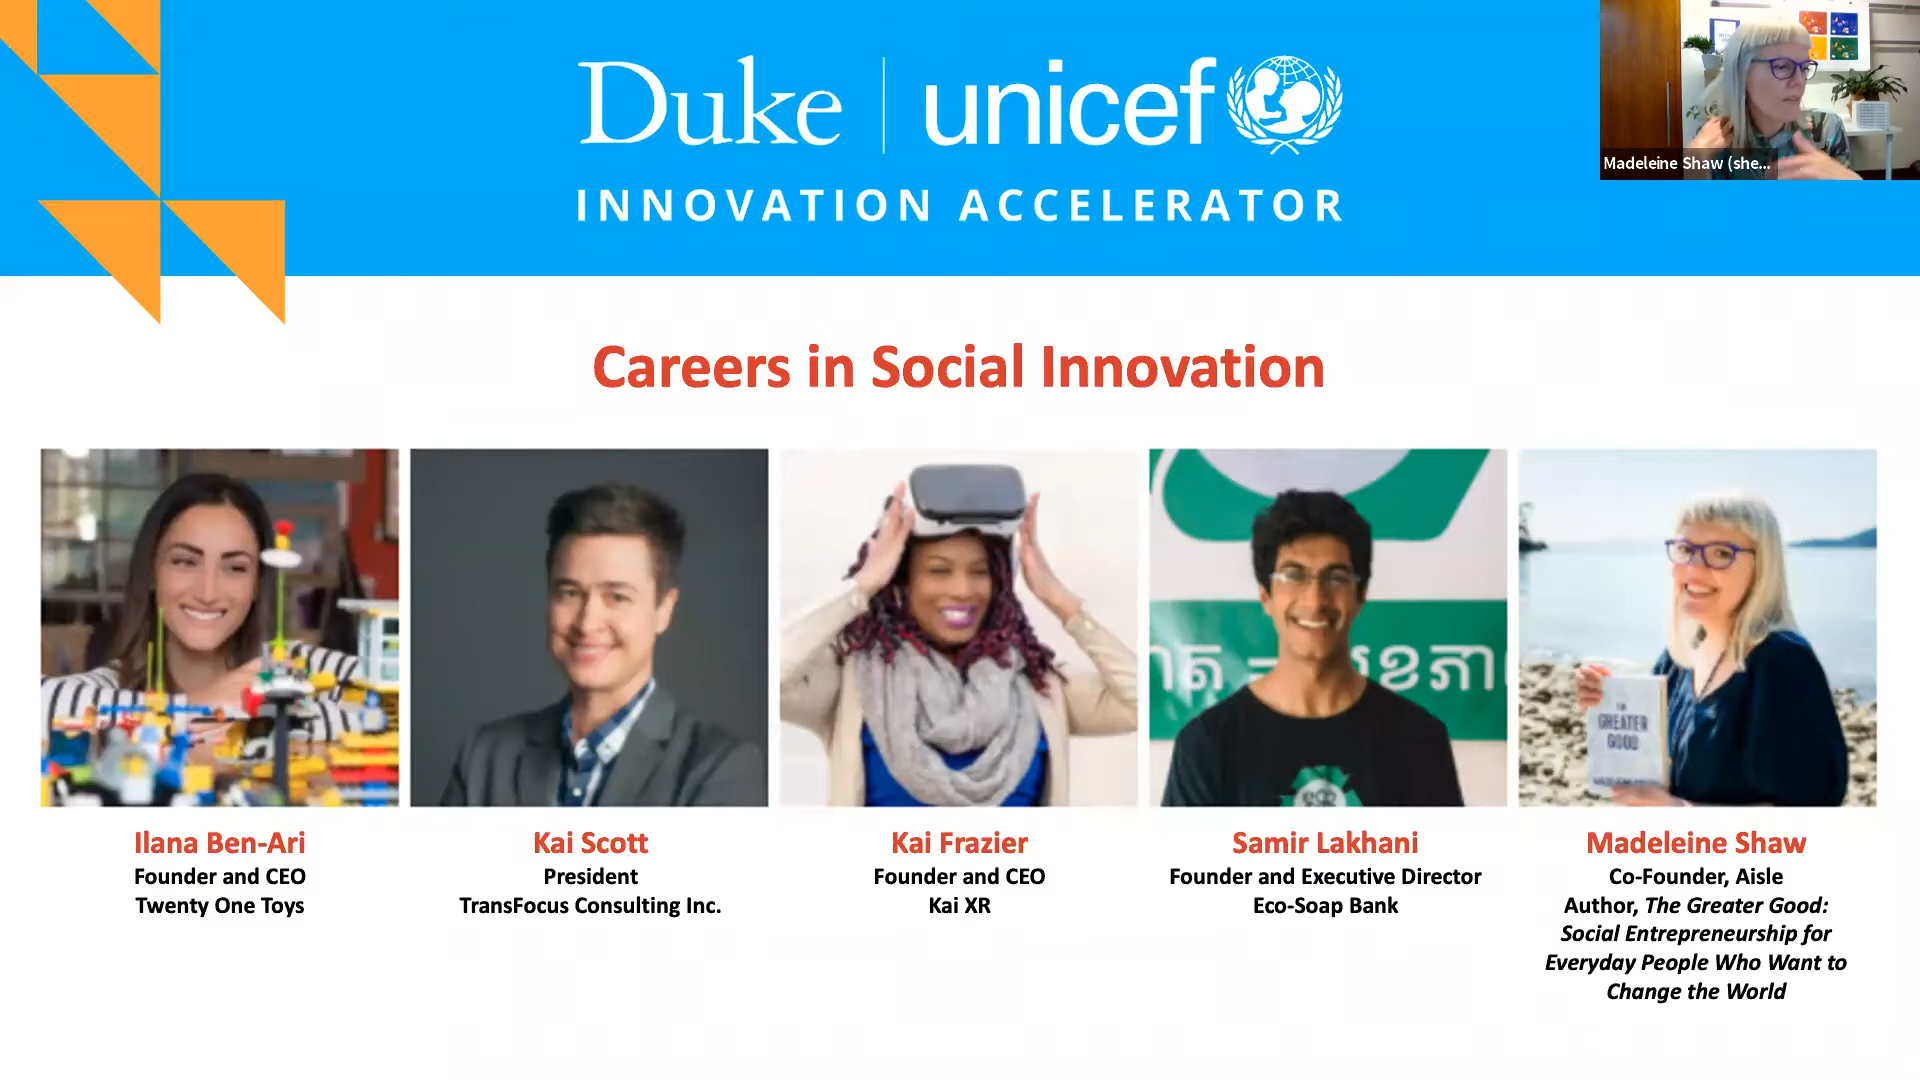 Duke | unicef
INNOVATION ACCELERATOR
Madeleine Shaw (she...
Careers in Social Innovation
THE
GREATER
GOOD
Ilana Ben-Ari
Founder and CEO
Twenty One Toys
Kai Scott
President
TransFocus Consulting Inc.
Kai Frazier
Founder and CEO
Kai XR
Samir Lakhani
Founder and Executive Director
Eco-Soap Bank
Madeleine Shaw
Co-Founder, Aisle
Author, The Greater Good:
Social Entrepreneurship for
Everyday People Who Want to
Change the World